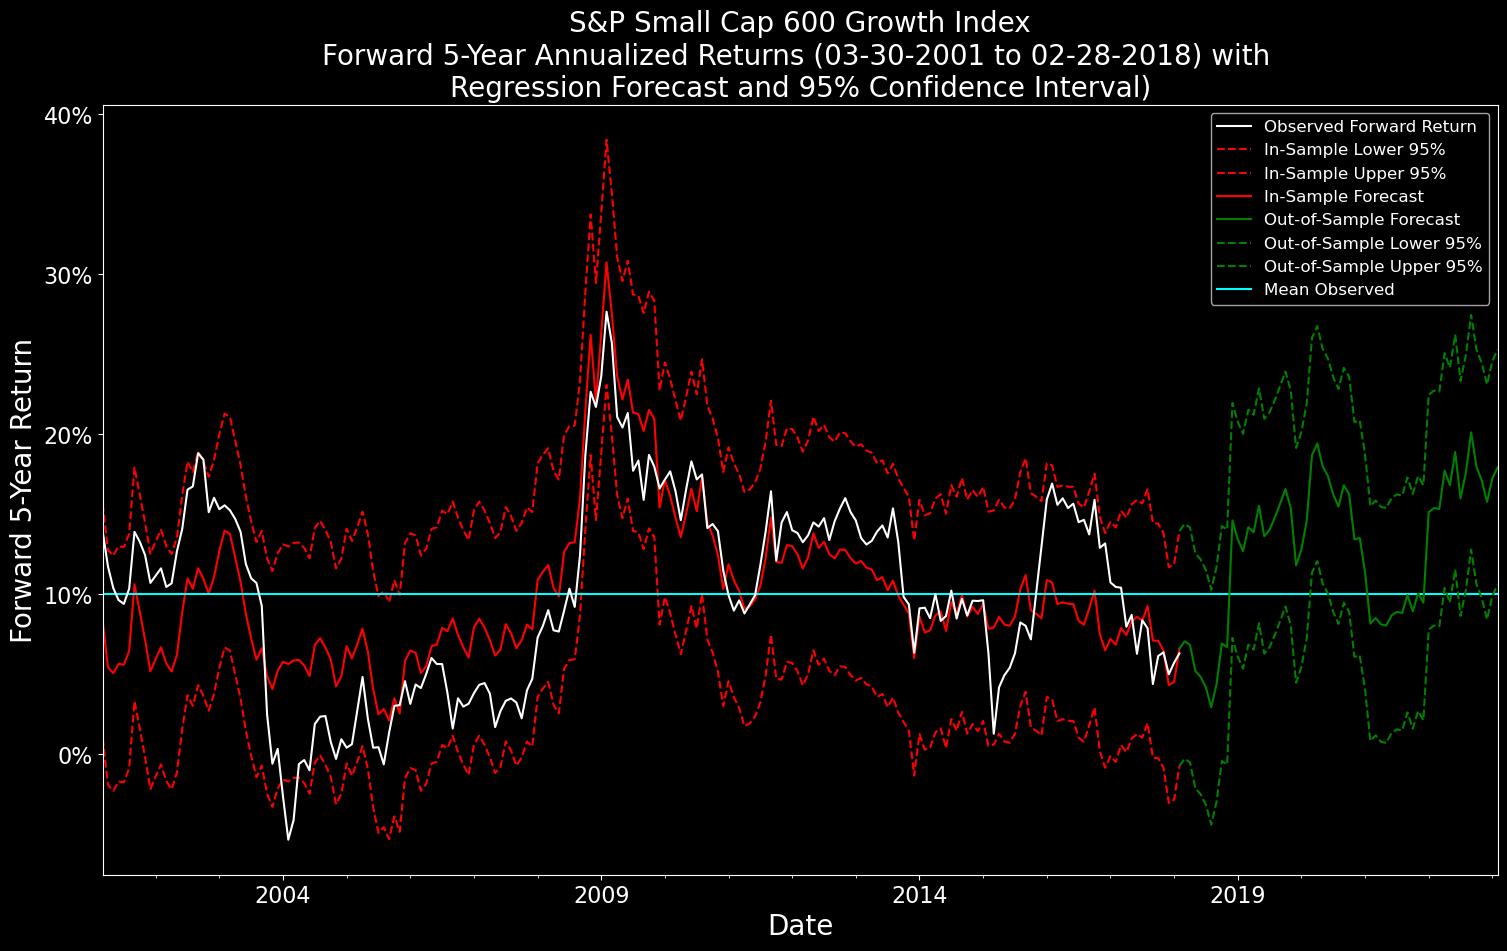 S&P Small Cap 600 Growth Index
Forward 5-Year Annualized Returns (03-30-2001 to 02-28-2018) with
Regression Forecast and 95% Confidence Interval)
40%
30%
20%
10%
0%
Forward 5-Year Return
Observed Forward Return
In-Sample Lower 95%
In-Sample Upper 95%
In-Sample Forecast
Out-of-Sample Forecast
Out-of-Sample Lower 95%
Out-of-Sample Upper 95%
Mean Observed
2004
2009
2014
2019
Date